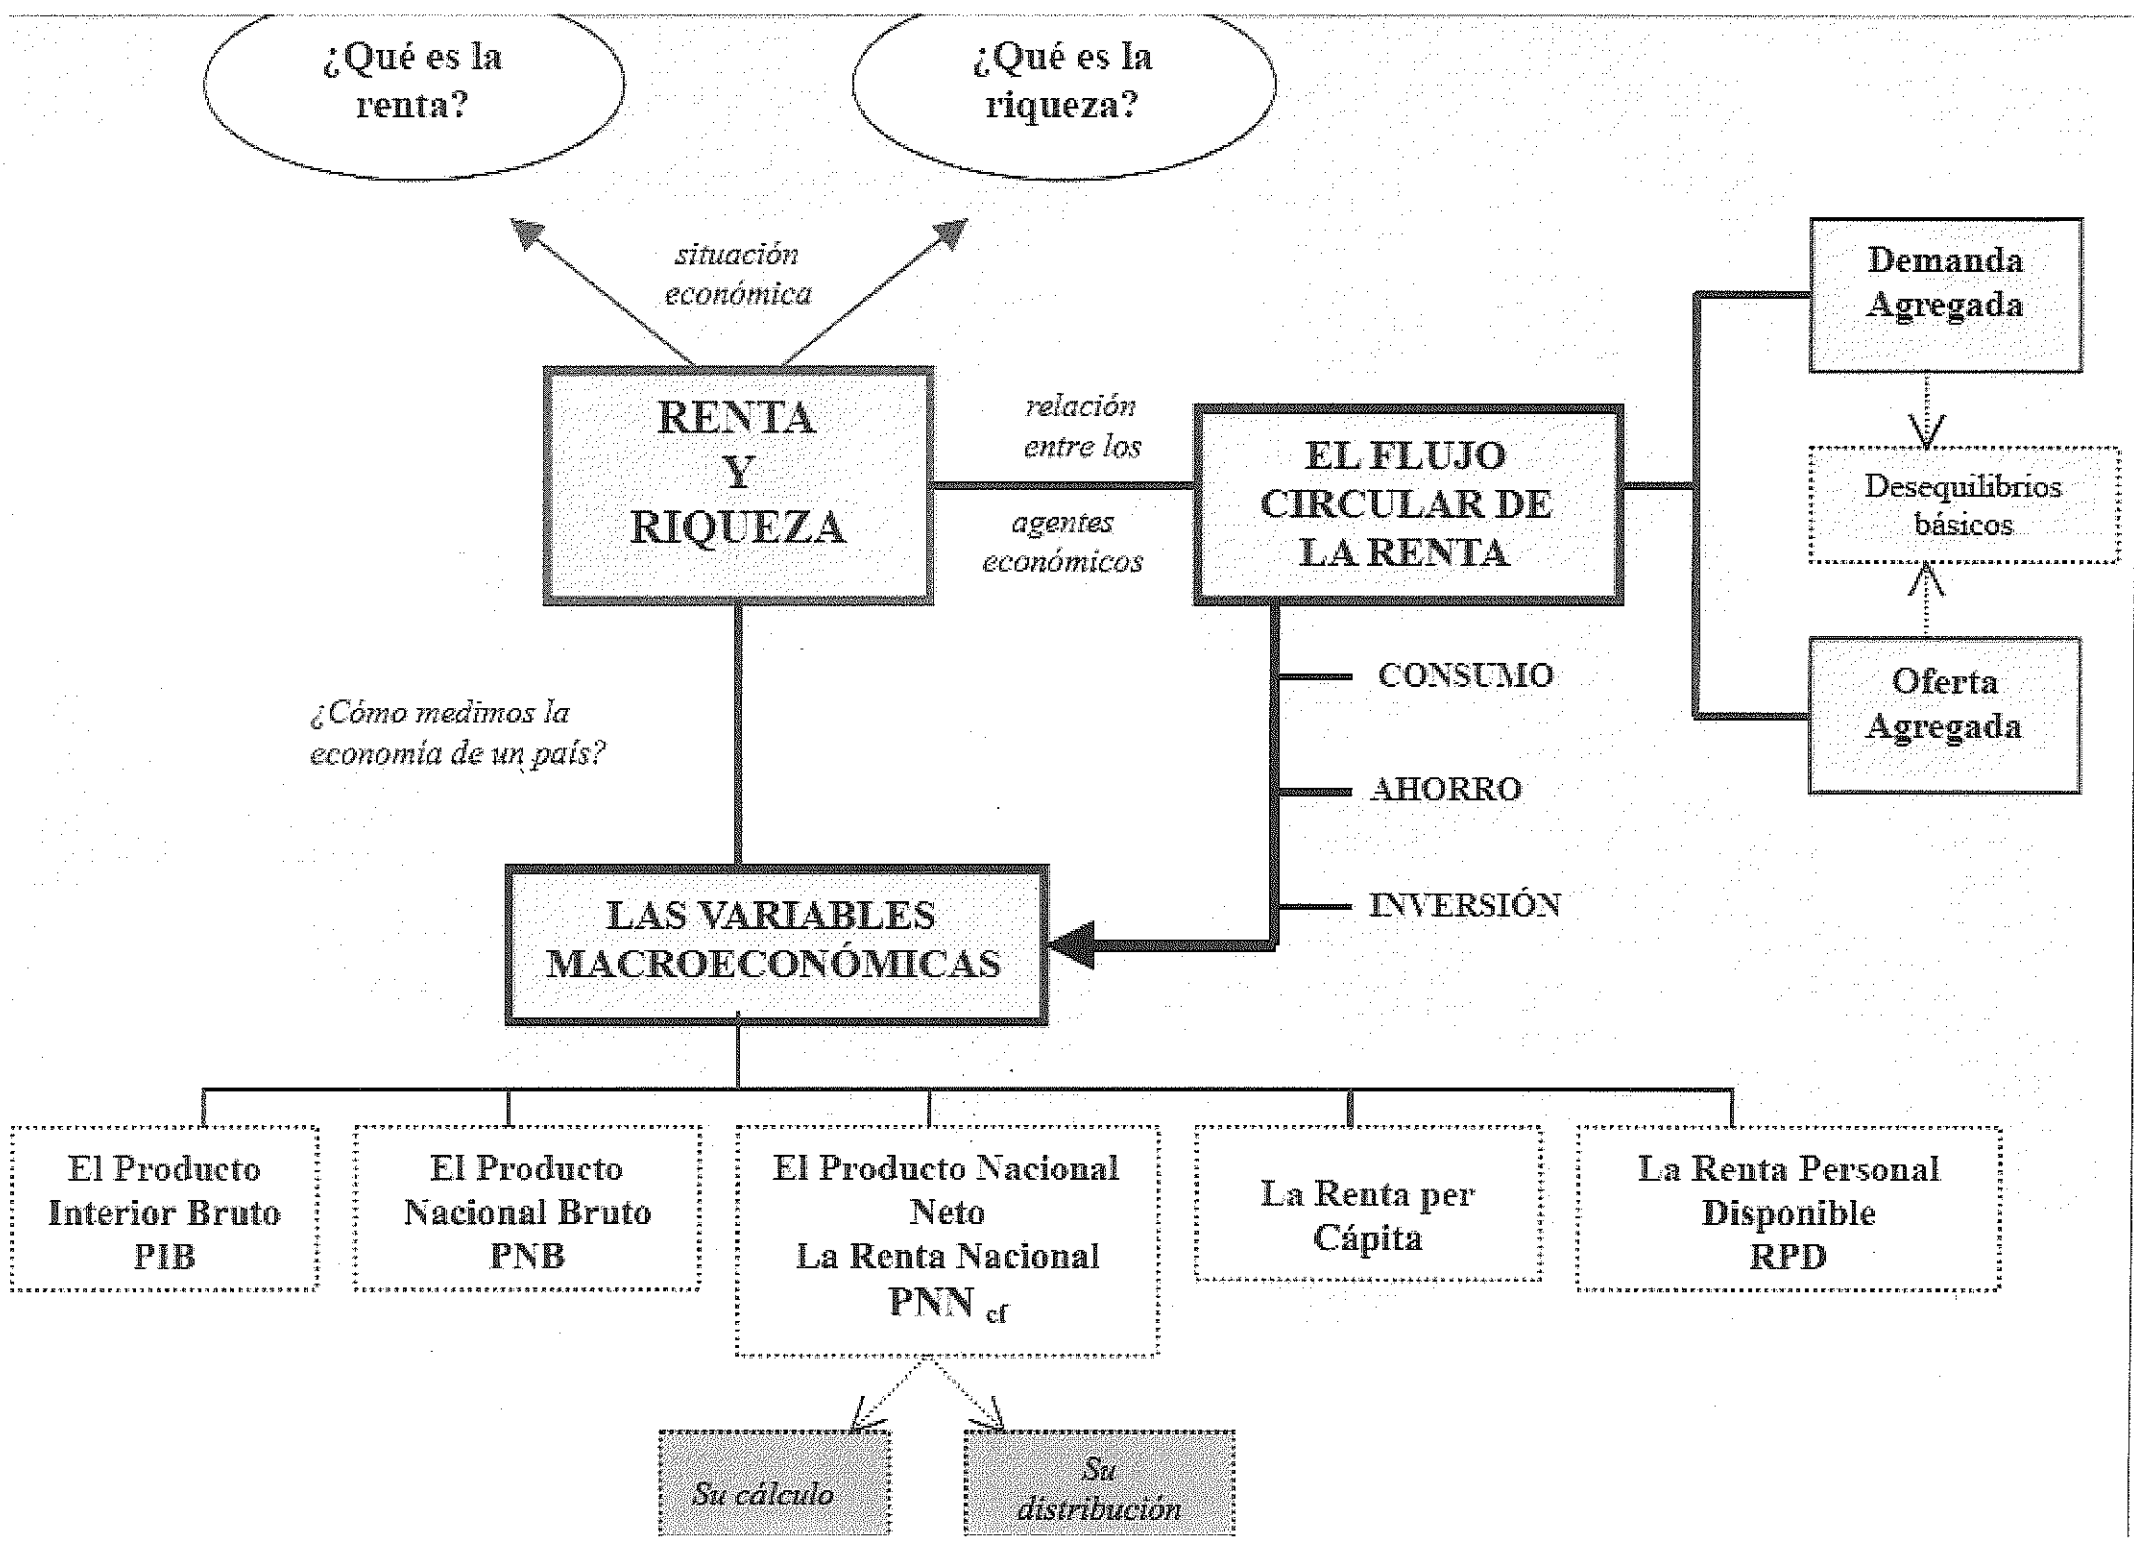 ¿Qué es la
renta?
¿Qué es la
riqueza?
situación
económica
Demanda
Agregada
RENTA
Y
RIQUEZA
relación
entre los
agentes
económicos
EL FLUJO
CIRCULAR DE
LA RENTA
Desequilibrios
básicos
Oferta
Agregada
CONSUMO
AHORRO
INVERSIÓN
¿Cómo medimos la
economía de un país?
LAS VARIABLES
MACROECONÓMICAS
El Producto
Interior Bruto
PIB
El Producto
Nacional Bruto
PNB
El Producto Nacional
Neto
La Renta Nacional
PNN cf
La Renta per
Cápita
La Renta Personal
Disponible
RPD
Su cálculo
Su
distribución